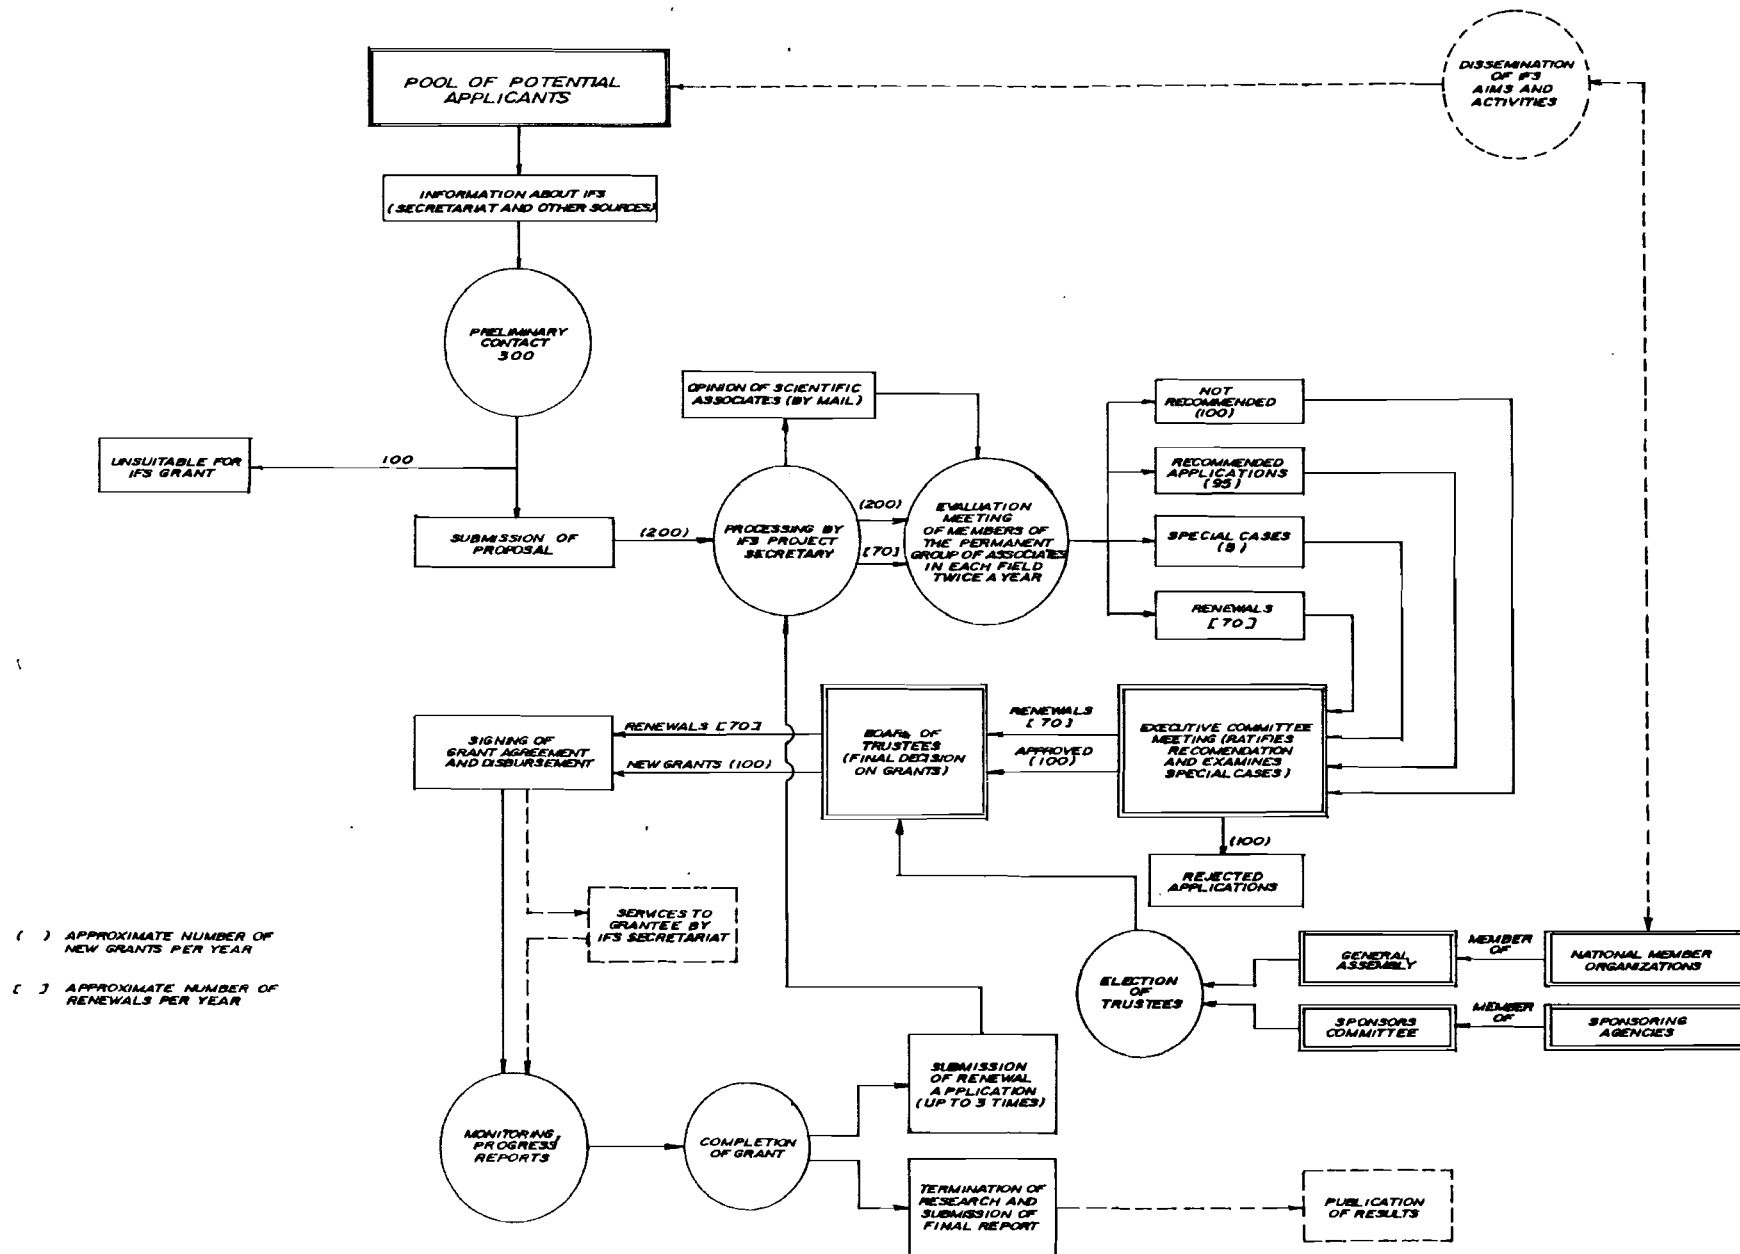 POOL OF POTENTIAL
APPLICANTS
DISSEMINATION
OF IFS
AIMS AND
ACTIVITIES
INFORMATION ABOUT IFS
(SECRETARIAT AND OTHER SOURCES)
PRELIMINARY
CONTACT
300
UNSUITABLE FOR
IFS GRANT
100
SUBMISSION OF
PROPOSAL
(200)
OPINION OF SCIENTIFIC
ASSOCIATES (BY MAIL)
PROCESSING BY
IFS PROJECT
SECRETARY
(200)
[70]
EVALUATION
MEETING
OF MEMBERS OF
THE PERMANENT
GROUP OF ASSOCIATES
IN EACH FIELD
TWICE A YEAR
NOT
RECOMMENDED
(100)
RECOMMENDED
APPLICATIONS
(95)
SPECIAL CASES
(5)
RENEWALS
[70]
SIGNING OF
GRANT AGREEMENT
AND DISBURSEMENT
RENEWALS [70]
NEW GRANTS (100)
BOARD OF
TRUSTEES
(FINAL DECISION
ON GRANTS)
RENEWALS
[70]
APPROVED
(100)
EXECUTIVE COMMITTEE
MEETING (RATIFIES
RECOMENDATION
AND EXAMINES
SPECIAL CASES)
(100)
REJECTED
APPLICATIONS
SERVICES TO
GRANTEE BY
IFS SECRETARIAT
( ) APPROXIMATE NUMBER OF
NEW GRANTS PER YEAR
[ ] APPROXIMATE NUMBER OF
RENEWALS PER YEAR
ELECTION
OF
TRUSTEES
GENERAL
ASSEMBLY
MEMBER
OF
NATIONAL MEMBER
ORGANIZATIONS
SPONSORS
COMMITTEE
MEMBER
OF
SPONSORING
AGENCIES
MONITORING,
PROGRESS
REPORTS
COMPLETION
OF GRANT
SUBMISSION
OF RENEWAL
APPLICATION
(UP TO 3 TIMES)
TERMINATION OF
RESEARCH AND
SUBMISSION OF
FINAL REPORT
PUBLICATION
OF RESULTS